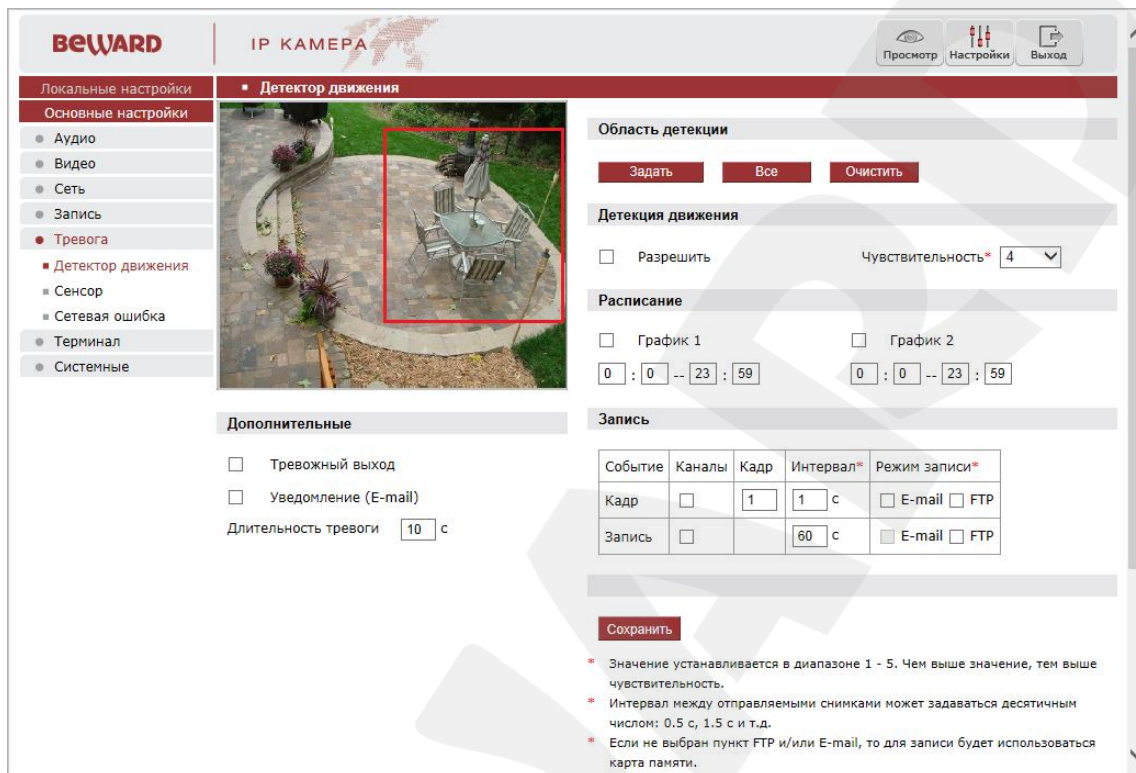 BEWARD
IP КАМЕРА
Просмотр
Настройки
Выход
Локальные настройки
Основные настройки
Аудио
Видео
Сеть
Запись
Тревога
Детектор движения
Сенсор
Сетевая ошибка
Терминал
Системные
Детектор движения
Дополнительные
Тревожный выход
Уведомление (E-mail)
Длительность тревоги 10 с
Область детекции
Задать Все Очистить
Детекция движения
Разрешить Чувствительность* 4
Расписание
График 1 График 2
0 : 0 -- 23 : 59 0 : 0 -- 23 : 59
Запись
Событие Каналы Кадр Интервал* Режим записи*
Кадр 1 1 с E-mail FTP
Запись 60 с E-mail FTP
Сохранить
* Значение устанавливается в диапазоне 1 - 5. Чем выше значение, тем выше
чувствительность.
* Интервал между отправляемыми снимками может задаваться десятичным
числом: 0.5 с, 1.5 с и т.д.
* Если не выбран пункт FTP и/или E-mail, то для записи будет использоваться
карта памяти.